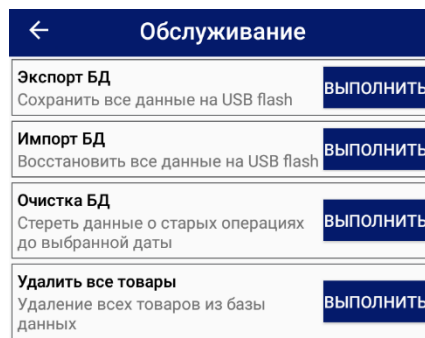 Обслуживание
Экспорт БД
Сохранить все данные на USB flash
ВЫПОЛНИТЬ
Импорт БД
Восстановить все данные на USB flash
ВЫПОЛНИТЬ
Очистка БД
Стереть данные о старых операциях
до выбранной даты
ВЫПОЛНИТЬ
Удалить все товары
Удаление всех товаров из базы
данных
ВЫПОЛНИТЬ